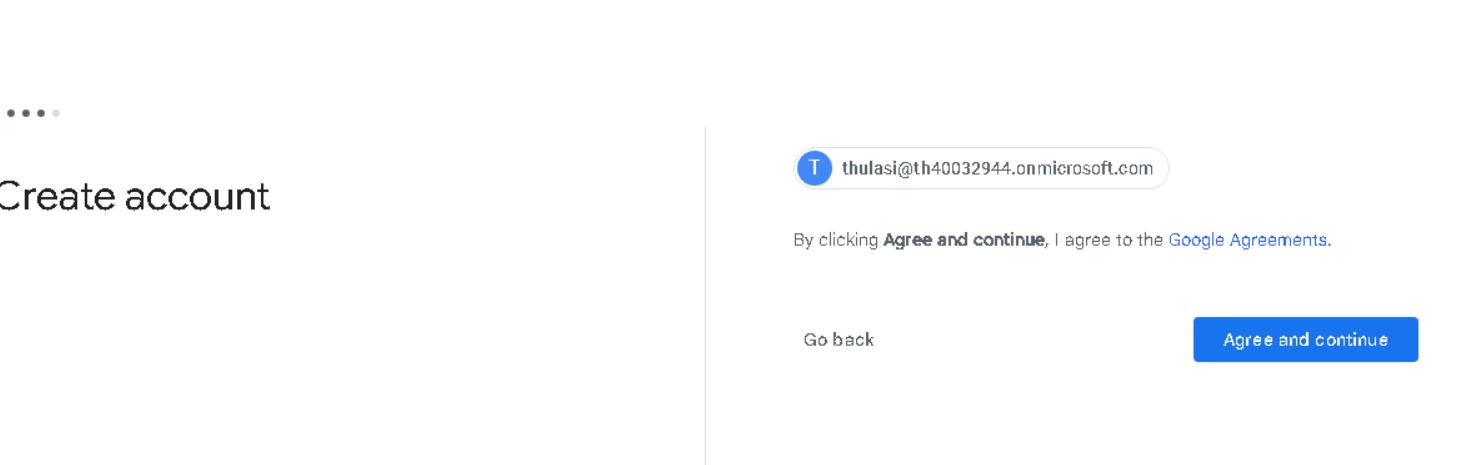 Create account
T thulasi@th40032944.onmicrosoft.com
By clicking Agree and continue, I agree to the Google Agreements.
Go back
Agree and continue